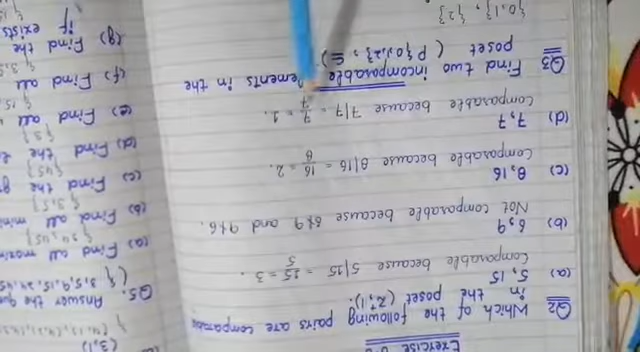 Exercise
Q2 Which of the following pairs are comparable
in the poset (Z, |).
(a) 5, 15
Comparable because 5|15 = 15/5 = 3.
(b) 6, 9
Not comparable because 6∤9 and 9∤6.
(c) 8, 16
Comparable because 8|16 = 16/8 = 2.
(d) 7, 7
Comparable because 7|7 = 7/7 = 1.
Q3 Find two incomparable elements in the
poset (P{0,1,2}, ⊆)
{0,1}, {2}
(3,1)
Q5. Answer the
(a) Find all
(b) Find all
{3,5}
(c) Find the
{45}
(d) Find the
{3}
(e) Find all
(f) Find all
(g) Find the
if exists